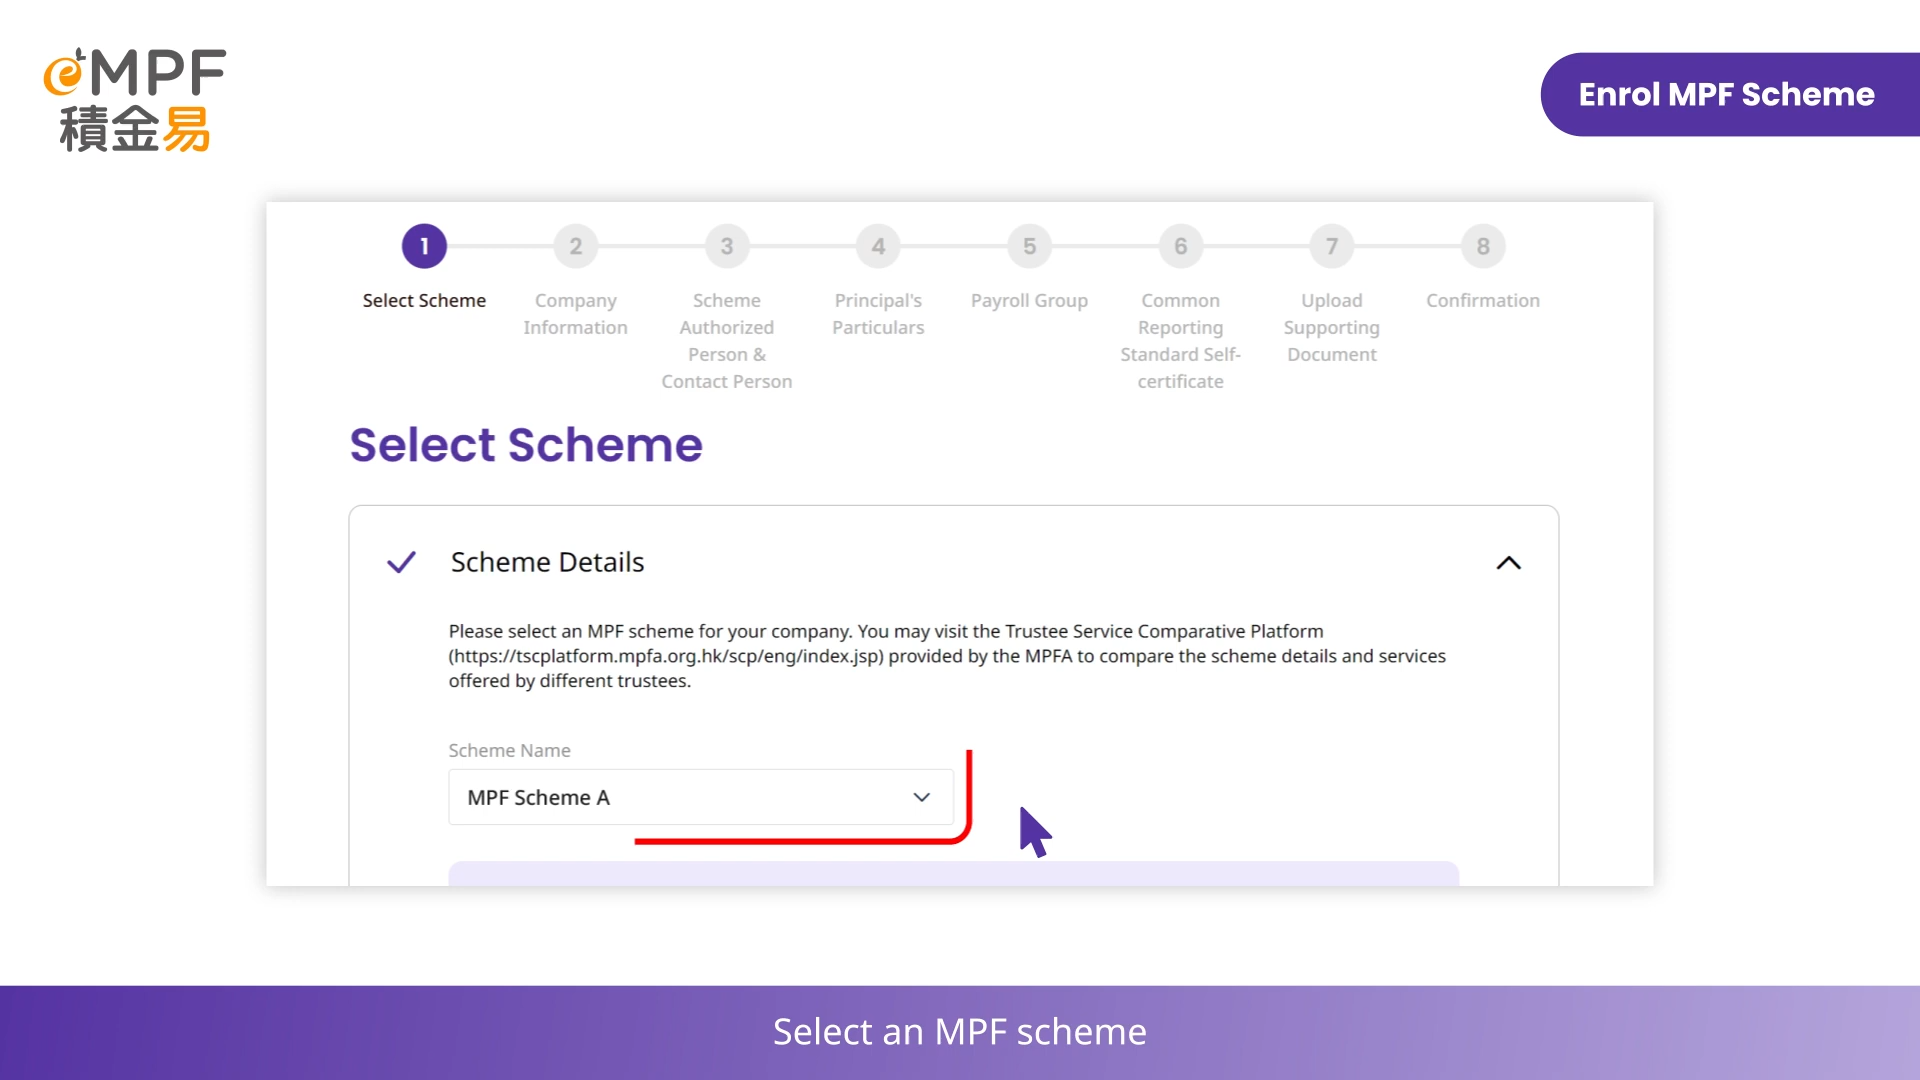 eMPF
積金易
Enrol MPF Scheme
1
2
3
4
5
6
7
8
Select Scheme
Company
Information
Scheme
Authorized
Person &
Contact Person
Principal's
Particulars
Payroll Group
Common
Reporting
Standard Self-
certificate
Upload
Supporting
Document
Confirmation
Select Scheme
Scheme Details
Please select an MPF scheme for your company. You may visit the Trustee Service Comparative Platform
(https://tscplatform.mpfa.org.hk/scp/eng/index.jsp) provided by the MPFA to compare the scheme details and services
offered by different trustees.
Scheme Name
MPF Scheme A
Select an MPF scheme